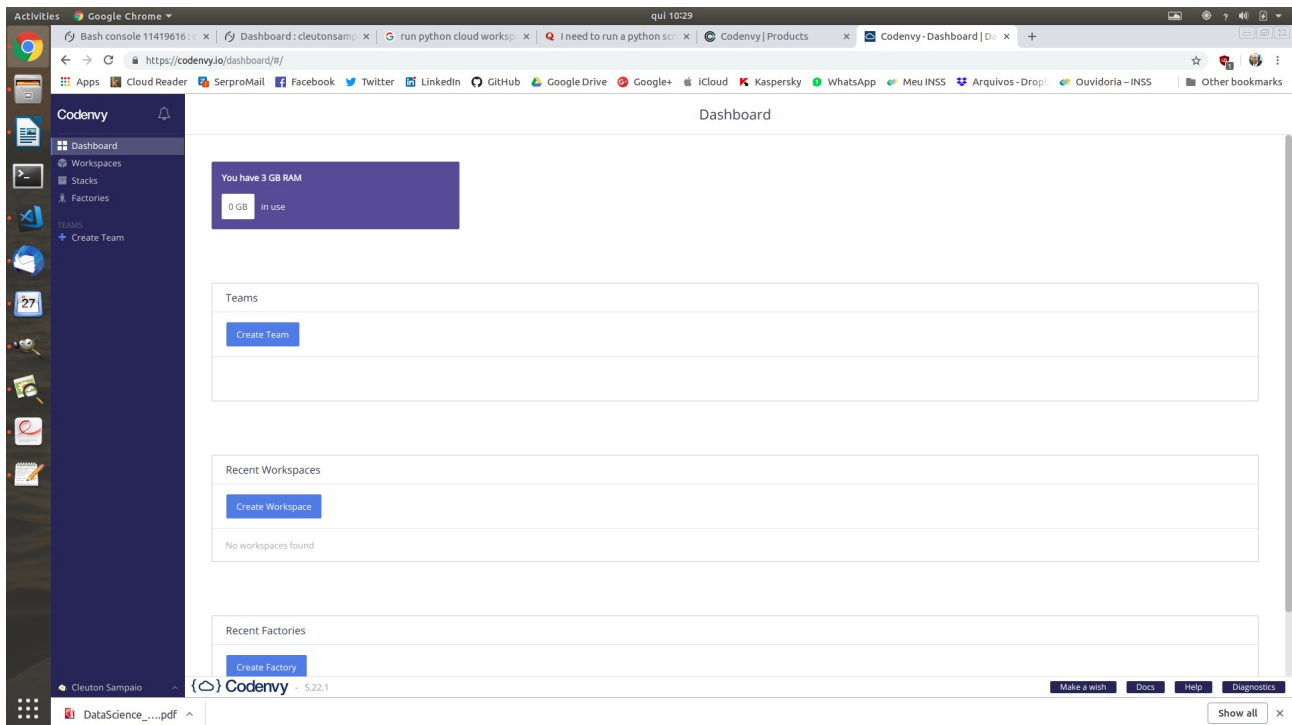 Activities Google Chrome qui 10:29
Bash console 11419616: Dashboard : cleutonsamp run python cloud worksp I need to run a python scr Codenvy | Products Codenvy - Dashboard | Da
https://codenvy.io/dashboard/#/
Apps Cloud Reader SerproMail Facebook Twitter LinkedIn GitHub Google Drive Google+ iCloud Kaspersky WhatsApp Meu INSS Arquivos - Drop Ouvidoria – INSS Other bookmarks
Codenvy
Dashboard
Dashboard
Workspaces
Stacks
Factories
TEAMS
+ Create Team
You have 3 GB RAM
0 GB in use
Teams
Create Team
Recent Workspaces
Create Workspace
No workspaces found
Recent Factories
Create Factory
Cleuton Sampaio
{ } Codenvy - 5.22.1
Make a wish Docs Help Diagnostics
27
DataScience_....pdf
Show all